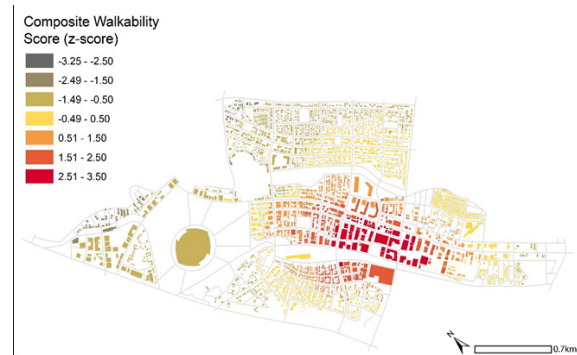 Composite Walkability
Score (z-score)
-3.25 - -2.50
-2.49 - -1.50
-1.49 - -0.50
-0.49 - 0.50
0.51 - 1.50
1.51 - 2.50
2.51 - 3.50
N
0.7km